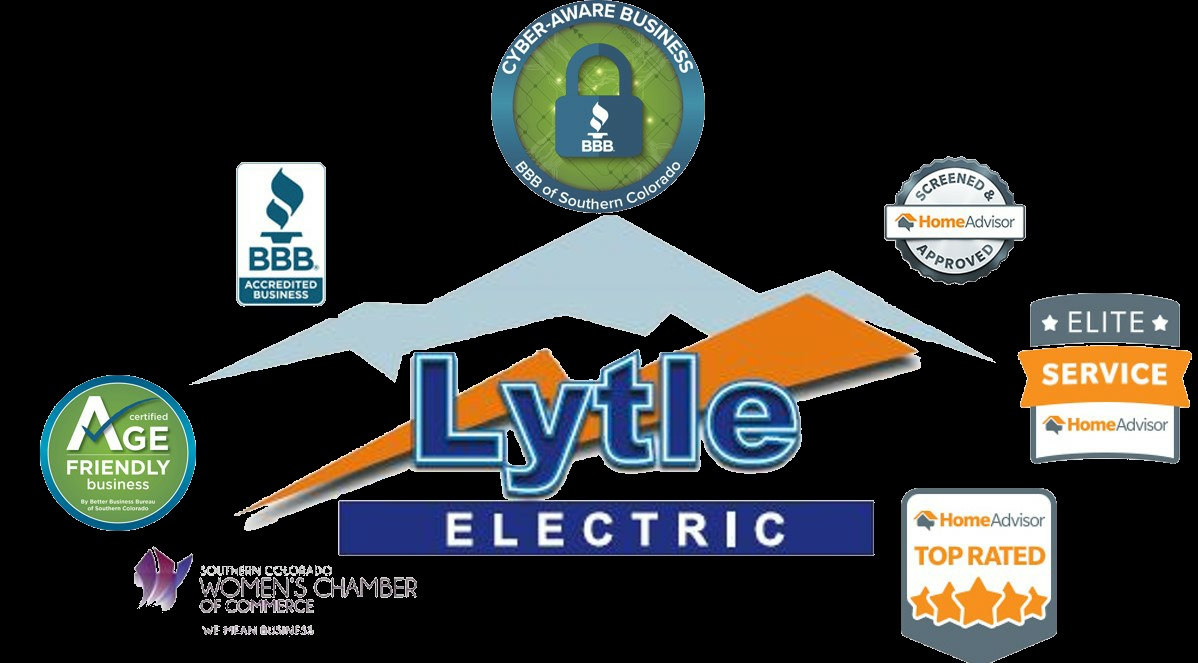 CYBER-AWARE BUSINESS
BBB
BBB of Southern Colorado
BBB
ACCREDITED
BUSINESS
SCREENED &
HomeAdvisor
APPROVED
ELITE
SERVICE
HomeAdvisor
Lytle
ELECTRIC
certified
AGE
FRIENDLY
business
By Better Business Bureau
of Southern Colorado
HomeAdvisor
TOP RATED
SOUTHERN COLORADO
WOMEN'S CHAMBER
OF COMMERCE
WE MEAN BUSINESS